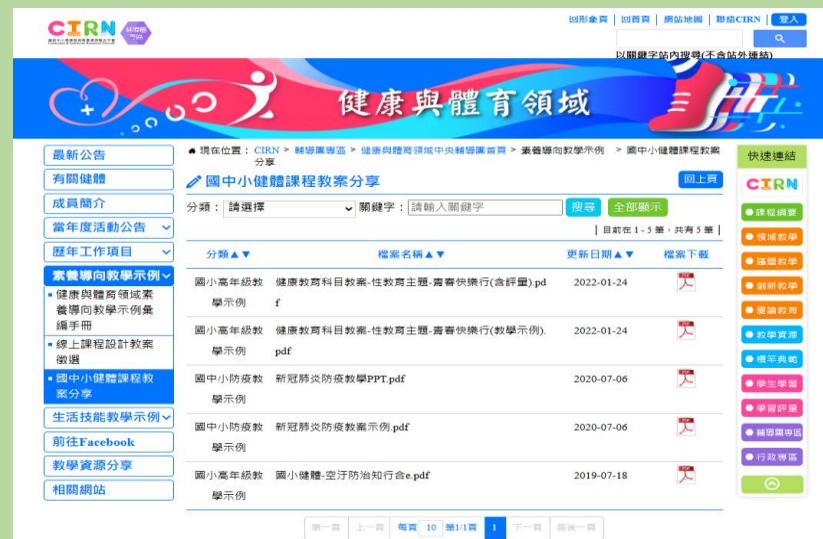 回形象頁 | 回首頁 | 網站地圖 | 聯絡CIRN | 登入
CIRN
以關鍵字站內搜尋(不含站外連結)
健康與體育領域
最新公告
有關健體
成員簡介
當年度活動公告
歷年工作項目
素養導向教學示例
健康與體育領域素
養導向教學示例彙
編手冊
線上課程設計教案
徵選
國中小健體課程教
案分享
生活技能教學示例
前往Facebook
教學資源分享
相關網站
現在位置: CIRN > 輔導團專區 > 健康與體育領域中央輔導團首頁 > 素養導向教學示例 > 國中小健體課程教案
分享
國中小健體課程教案分享
回上頁
分類: 請選擇 關鍵字: 請輸入關鍵字 搜尋 全部顯示
| 目前在 1 - 5 筆, 共有 5 筆 |
分類▲▼ 檔案名稱▲▼ 更新日期▲▼ 檔案下載
國小高年級教 健康教育科目教案-性教育主題-青春快樂行(含評量).pd 2022-01-24
學示例 f
國小高年級教 健康教育科目教案-性教育主題-青春快樂行(教學示例). 2022-01-24
學示例 pdf
國中小防疫教 新冠肺炎防疫教學PPT.pdf 2020-07-06
學示例
國中小防疫教 新冠肺炎防疫教案示例.pdf 2020-07-06
學示例
國小高年級教 國小健體-空汙防治知行合e.pdf 2019-07-18
學示例
第一頁 上一頁 每頁 10 筆1/1頁 1 下一頁 最後一頁
快速連結
CIRN
課程綱要
領域教學
議題教學
創新教學
閱讀教育
教學資源
標竿典範
學生學習
學習評量
輔導團專區
行政專區